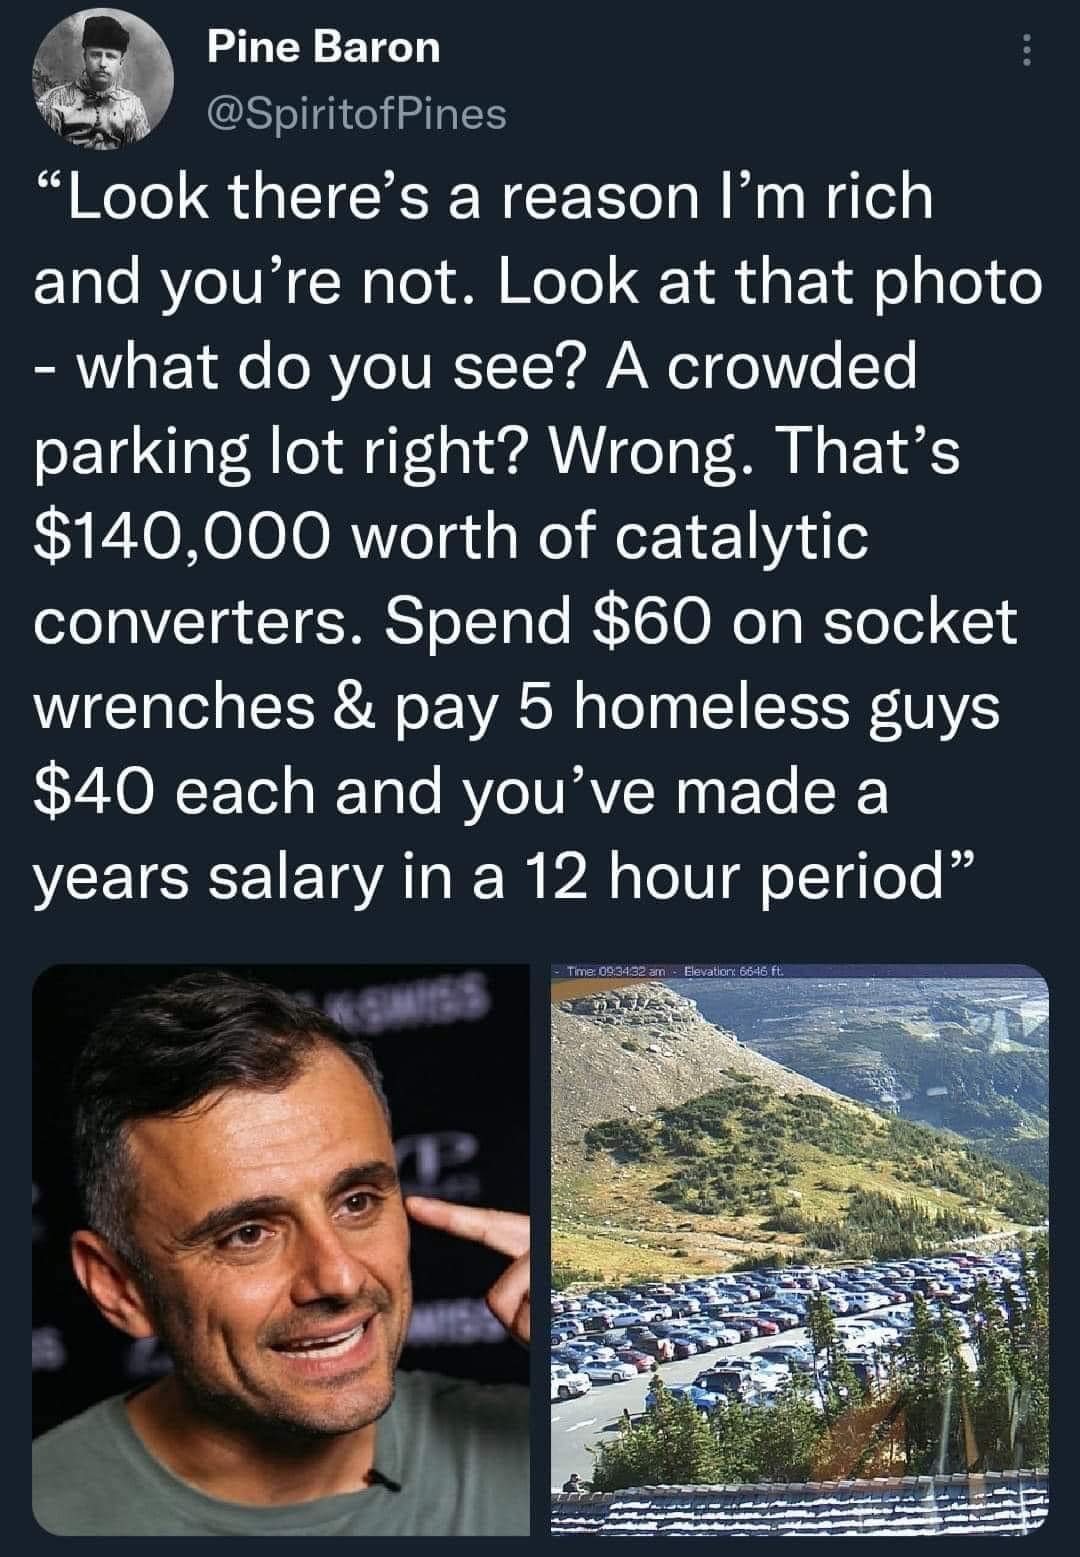 Pine Baron
@SpiritofPines
“Look there’s a reason I’m rich
and you’re not. Look at that photo
- what do you see? A crowded
parking lot right? Wrong. That’s
$140,000 worth of catalytic
converters. Spend $60 on socket
wrenches & pay 5 homeless guys
$40 each and you’ve made a
years salary in a 12 hour period”
KSWISS
- Time: 09:34:32 am - Elevation: 6646 ft.